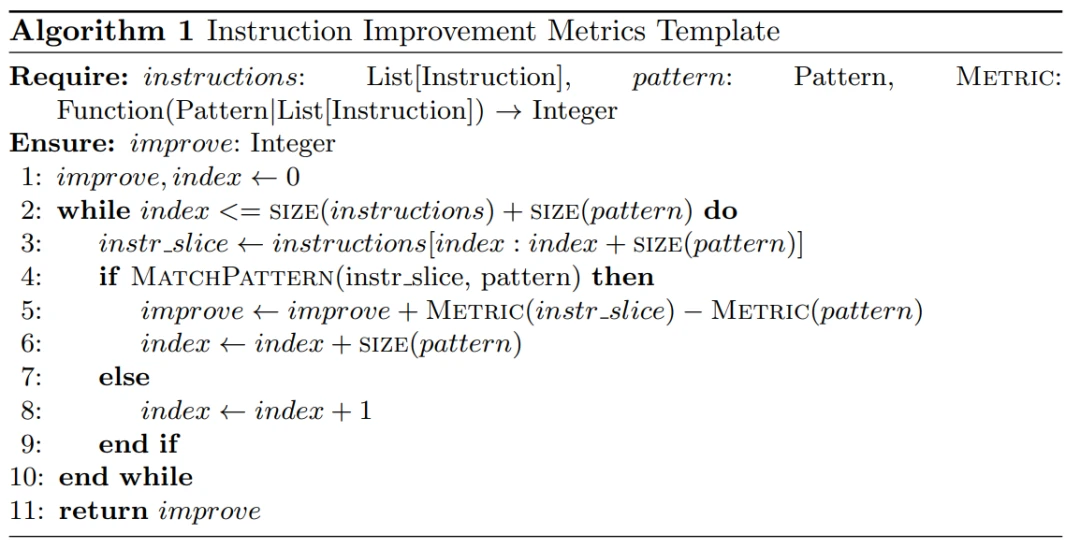 Algorithm 1 Instruction Improvement Metrics Template
Require: instructions: List[Instruction], pattern: Pattern, METRIC:
Function(Pattern|List[Instruction]) → Integer
Ensure: improve: Integer
1: improve, index ← 0
2: while index <= SIZE(instructions) + SIZE(pattern) do
3: instr_slice ← instructions[index : index + SIZE(pattern)]
4: if MATCHPATTERN(instr_slice, pattern) then
5: improve ← improve + METRIC(instr_slice) − METRIC(pattern)
6: index ← index + SIZE(pattern)
7: else
8: index ← index + 1
9: end if
10: end while
11: return improve